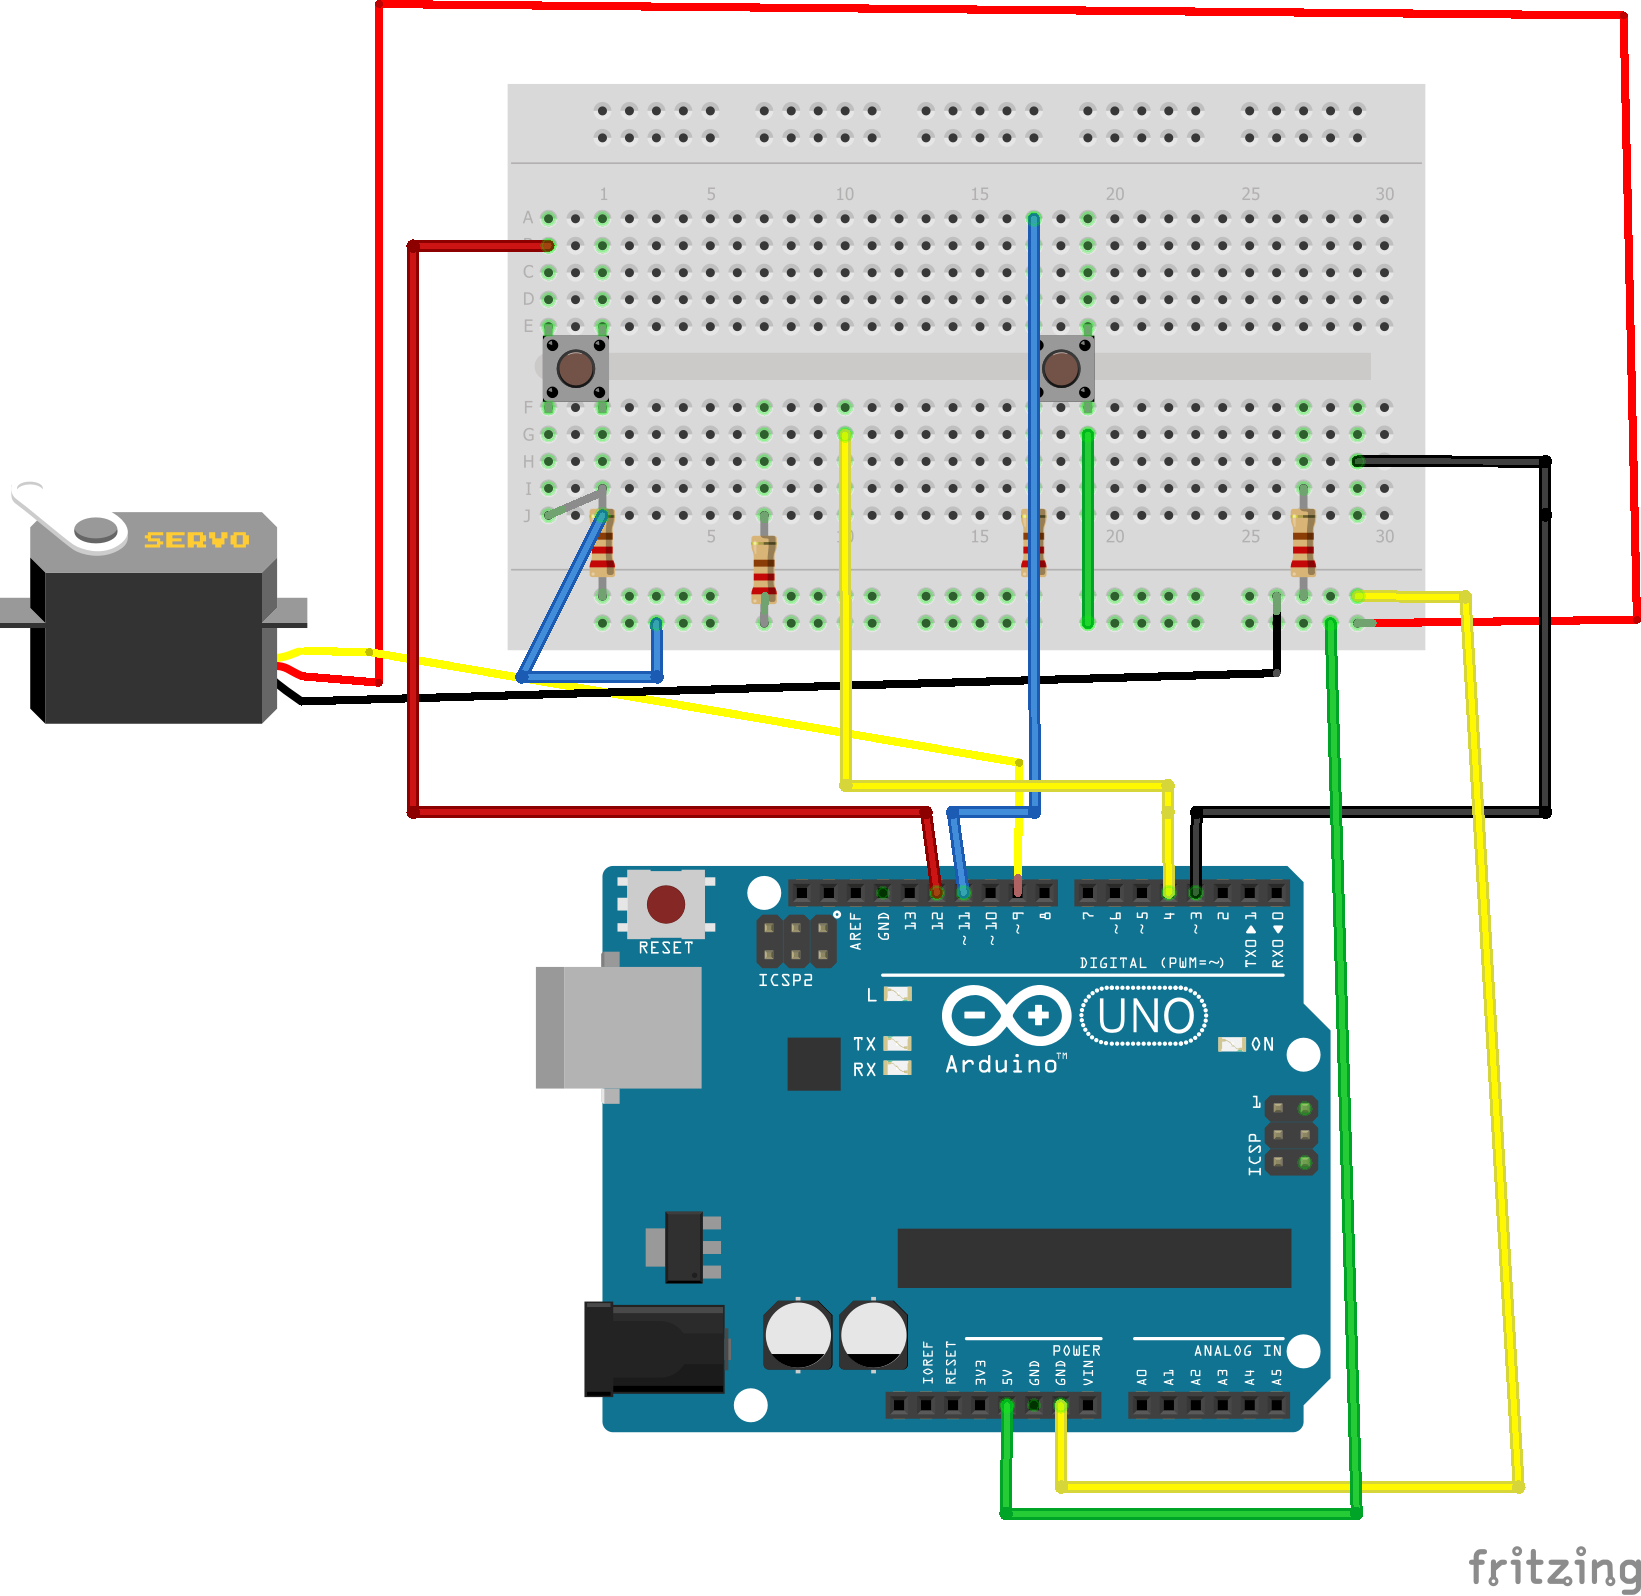 1 5 10 15 20 25 30
A
C
D
E
F
G
H
I
J
5 15 20 25 30
SERVO
RESET
ICSP2
AREF
GND
13
12
~11
~10
~9
8
7
~6
~5
4
~3
2
TX0▶1
RX0◀0
DIGITAL (PWM=~)
L
TX
RX
Arduino™
UNO
ON
1
ICSP
IOREF
RESET
3V3
5V
GND
GND
VIN
POWER
ANALOG IN
A0
A1
A2
A3
A4
A5
fritzing